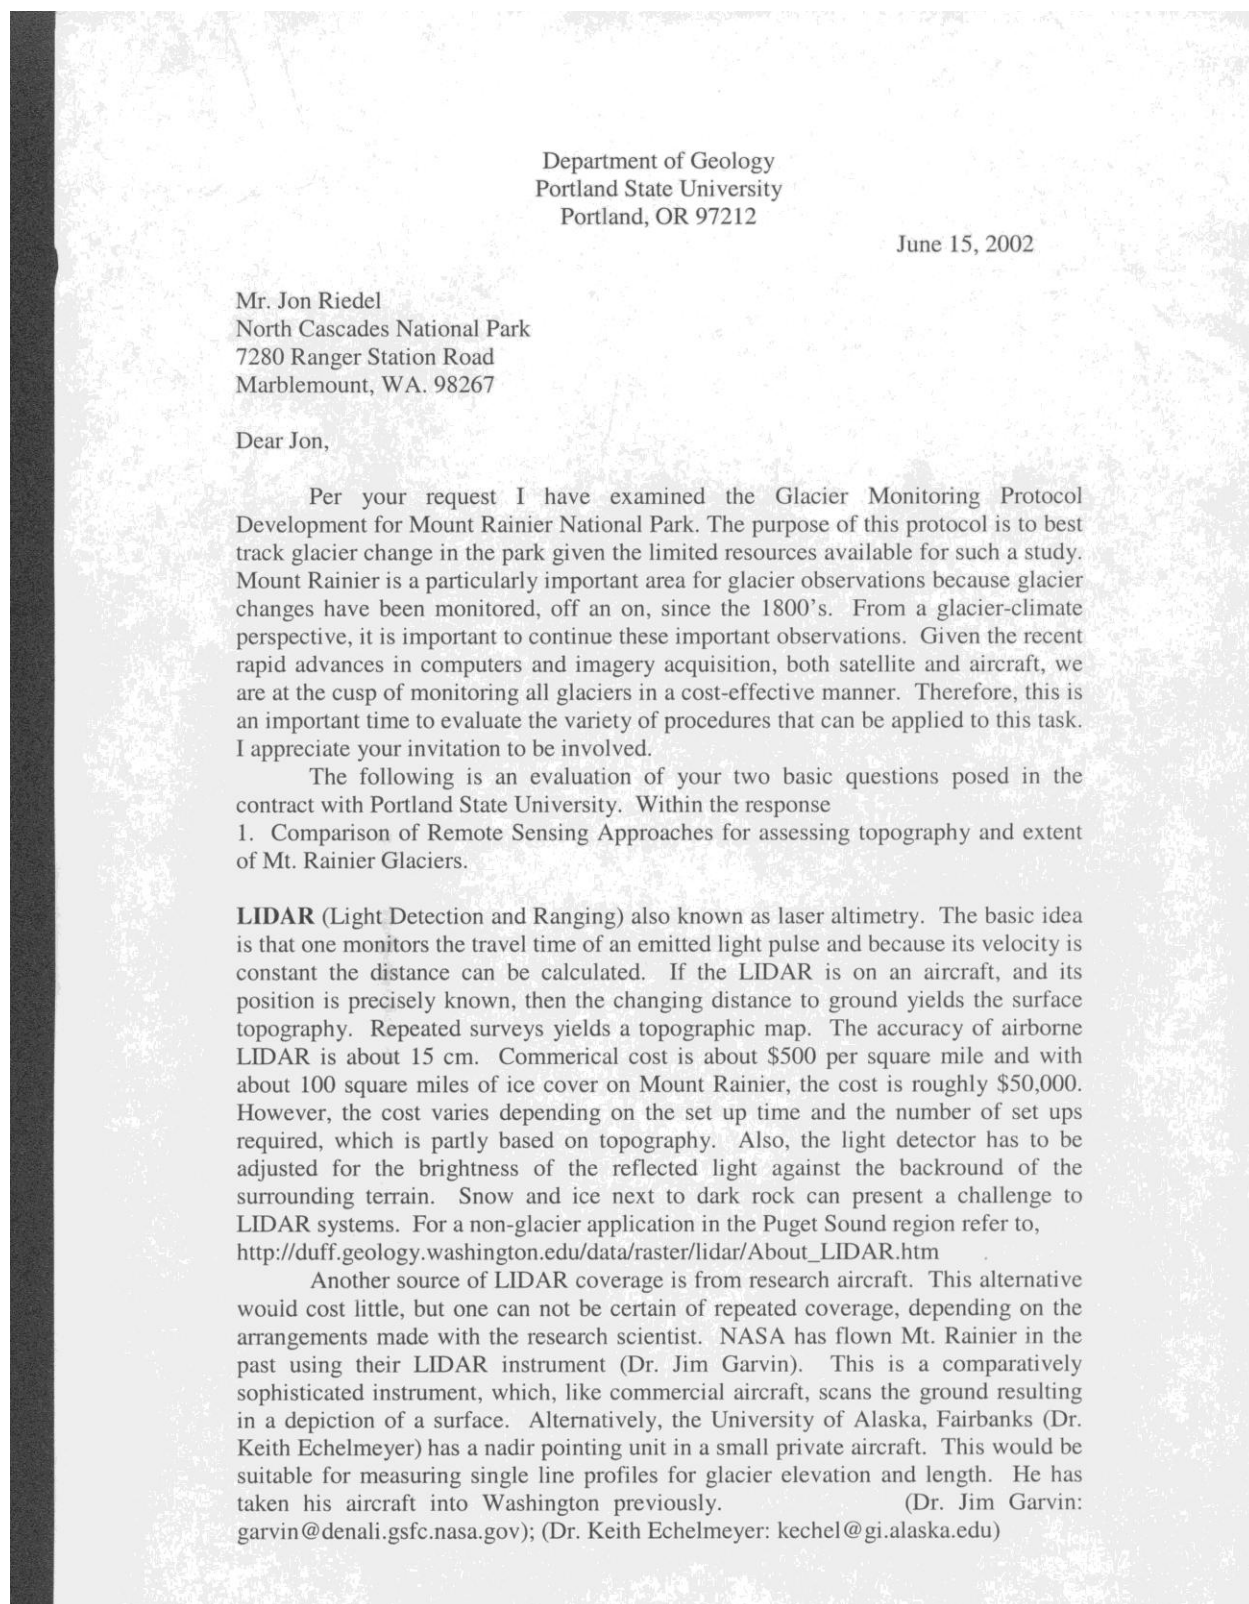 Department of Geology
Portland State University
Portland, OR 97212
June 15, 2002
Mr. Jon Riedel
North Cascades National Park
7280 Ranger Station Road
Marblemount, WA. 98267
Dear Jon,
Per your request I have examined the Glacier Monitoring Protocol
Development for Mount Rainier National Park. The purpose of this protocol is to best
track glacier change in the park given the limited resources available for such a study.
Mount Rainier is a particularly important area for glacier observations because glacier
changes have been monitored, off an on, since the 1800's. From a glacier-climate
perspective, it is important to continue these important observations. Given the recent
rapid advances in computers and imagery acquisition, both satellite and aircraft, we
are at the cusp of monitoring all glaciers in a cost-effective manner. Therefore, this is
an important time to evaluate the variety of procedures that can be applied to this task.
I appreciate your invitation to be involved.
The following is an evaluation of your two basic questions posed in the
contract with Portland State University. Within the response
1. Comparison of Remote Sensing Approaches for assessing topography and extent
of Mt. Rainier Glaciers.
LIDAR (Light Detection and Ranging) also known as laser altimetry. The basic idea
is that one monitors the travel time of an emitted light pulse and because its velocity is
constant the distance can be calculated. If the LIDAR is on an aircraft, and its
position is precisely known, then the changing distance to ground yields the surface
topography. Repeated surveys yields a topographic map. The accuracy of airborne
LIDAR is about 15 cm. Commerical cost is about $500 per square mile and with
about 100 square miles of ice cover on Mount Rainier, the cost is roughly $50,000.
However, the cost varies depending on the set up time and the number of set ups
required, which is partly based on topography. Also, the light detector has to be
adjusted for the brightness of the reflected light against the backround of the
surrounding terrain. Snow and ice next to dark rock can present a challenge to
LIDAR systems. For a non-glacier application in the Puget Sound region refer to,
http://duff.geology.washington.edu/data/raster/lidar/About_LIDAR.htm
Another source of LIDAR coverage is from research aircraft. This alternative
would cost little, but one can not be certain of repeated coverage, depending on the
arrangements made with the research scientist. NASA has flown Mt. Rainier in the
past using their LIDAR instrument (Dr. Jim Garvin). This is a comparatively
sophisticated instrument, which, like commercial aircraft, scans the ground resulting
in a depiction of a surface. Alternatively, the University of Alaska, Fairbanks (Dr.
Keith Echelmeyer) has a nadir pointing unit in a small private aircraft. This would be
suitable for measuring single line profiles for glacier elevation and length. He has
taken his aircraft into Washington previously. (Dr. Jim Garvin:
garvin@denali.gsfc.nasa.gov); (Dr. Keith Echelmeyer: kechel@gi.alaska.edu)